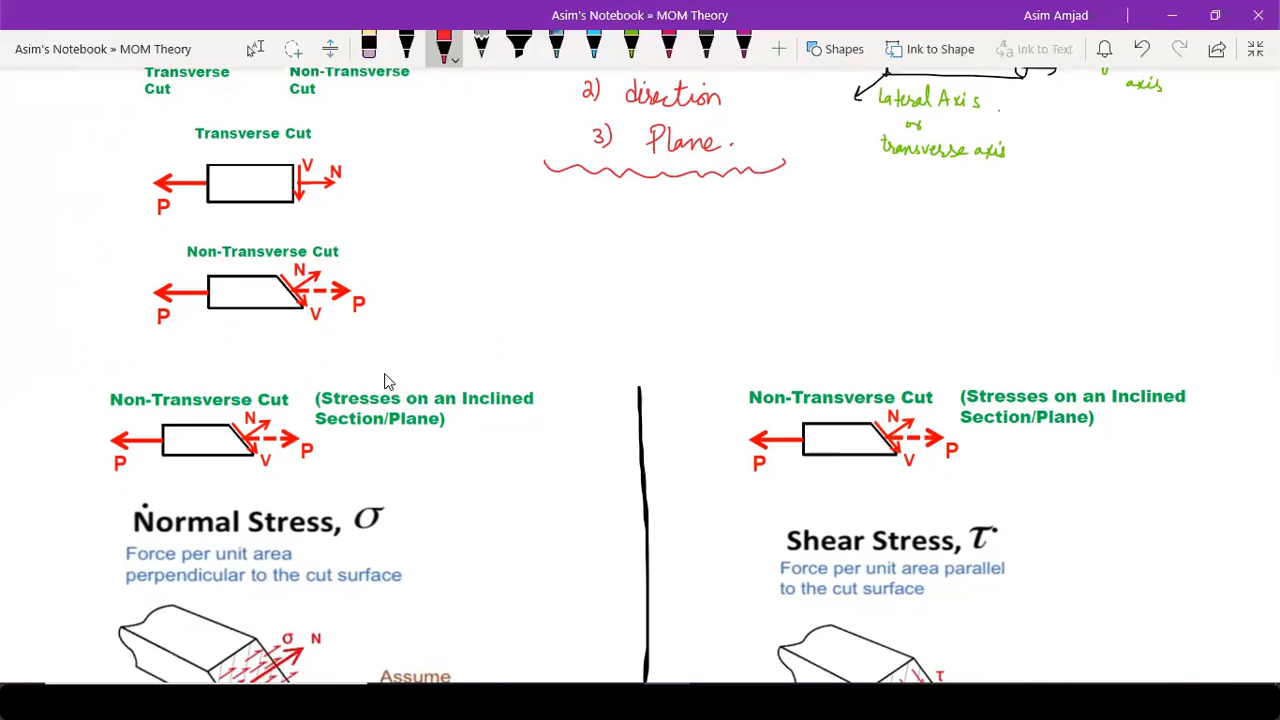 Asim's Notebook » MOM Theory
Asim Amjad
Asim's Notebook » MOM Theory
Shapes
Ink to Shape
Ink to Text
Transverse
Cut
Non-Transverse
Cut
2) direction
3) Plane.
axis
Lateral Axis
or
transverse axis
Transverse Cut
V
N
P
Non-Transverse Cut
N
P
V
P
Non-Transverse Cut
(Stresses on an Inclined
Section/Plane)
N
P
V
P
Normal Stress, σ
Force per unit area
perpendicular to the cut surface
σ N
Assume
Non-Transverse Cut
(Stresses on an Inclined
Section/Plane)
N
P
V
P
Shear Stress, τ
Force per unit area parallel
to the cut surface
τ